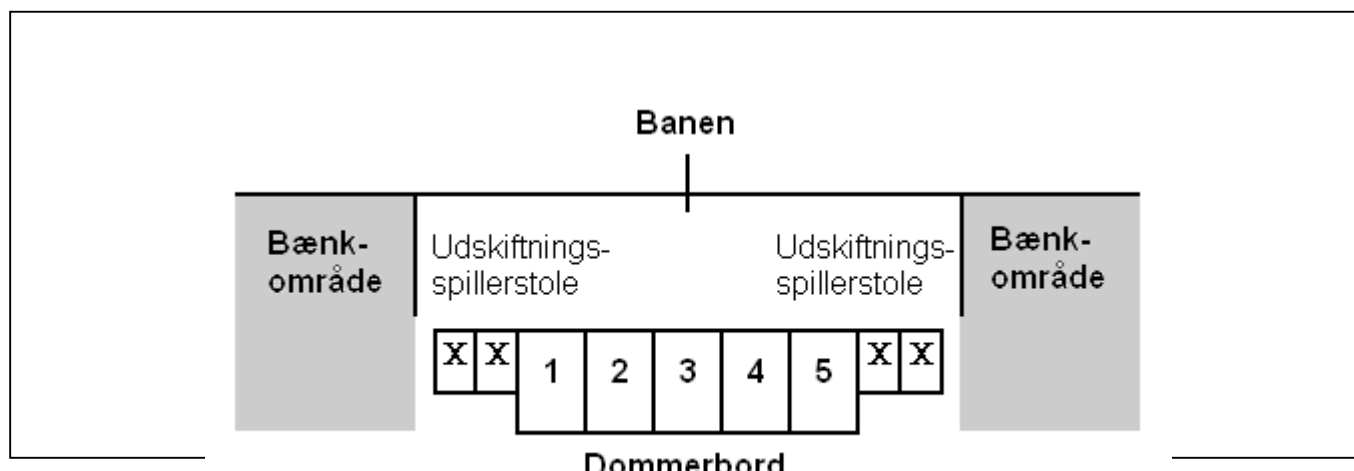 Banen
Bænk-
område
Udskiftnings-
spillerstole
Udskiftnings-
spillerstole
Bænk-
område
X X 1 2 3 4 5 X X
Dommerbord